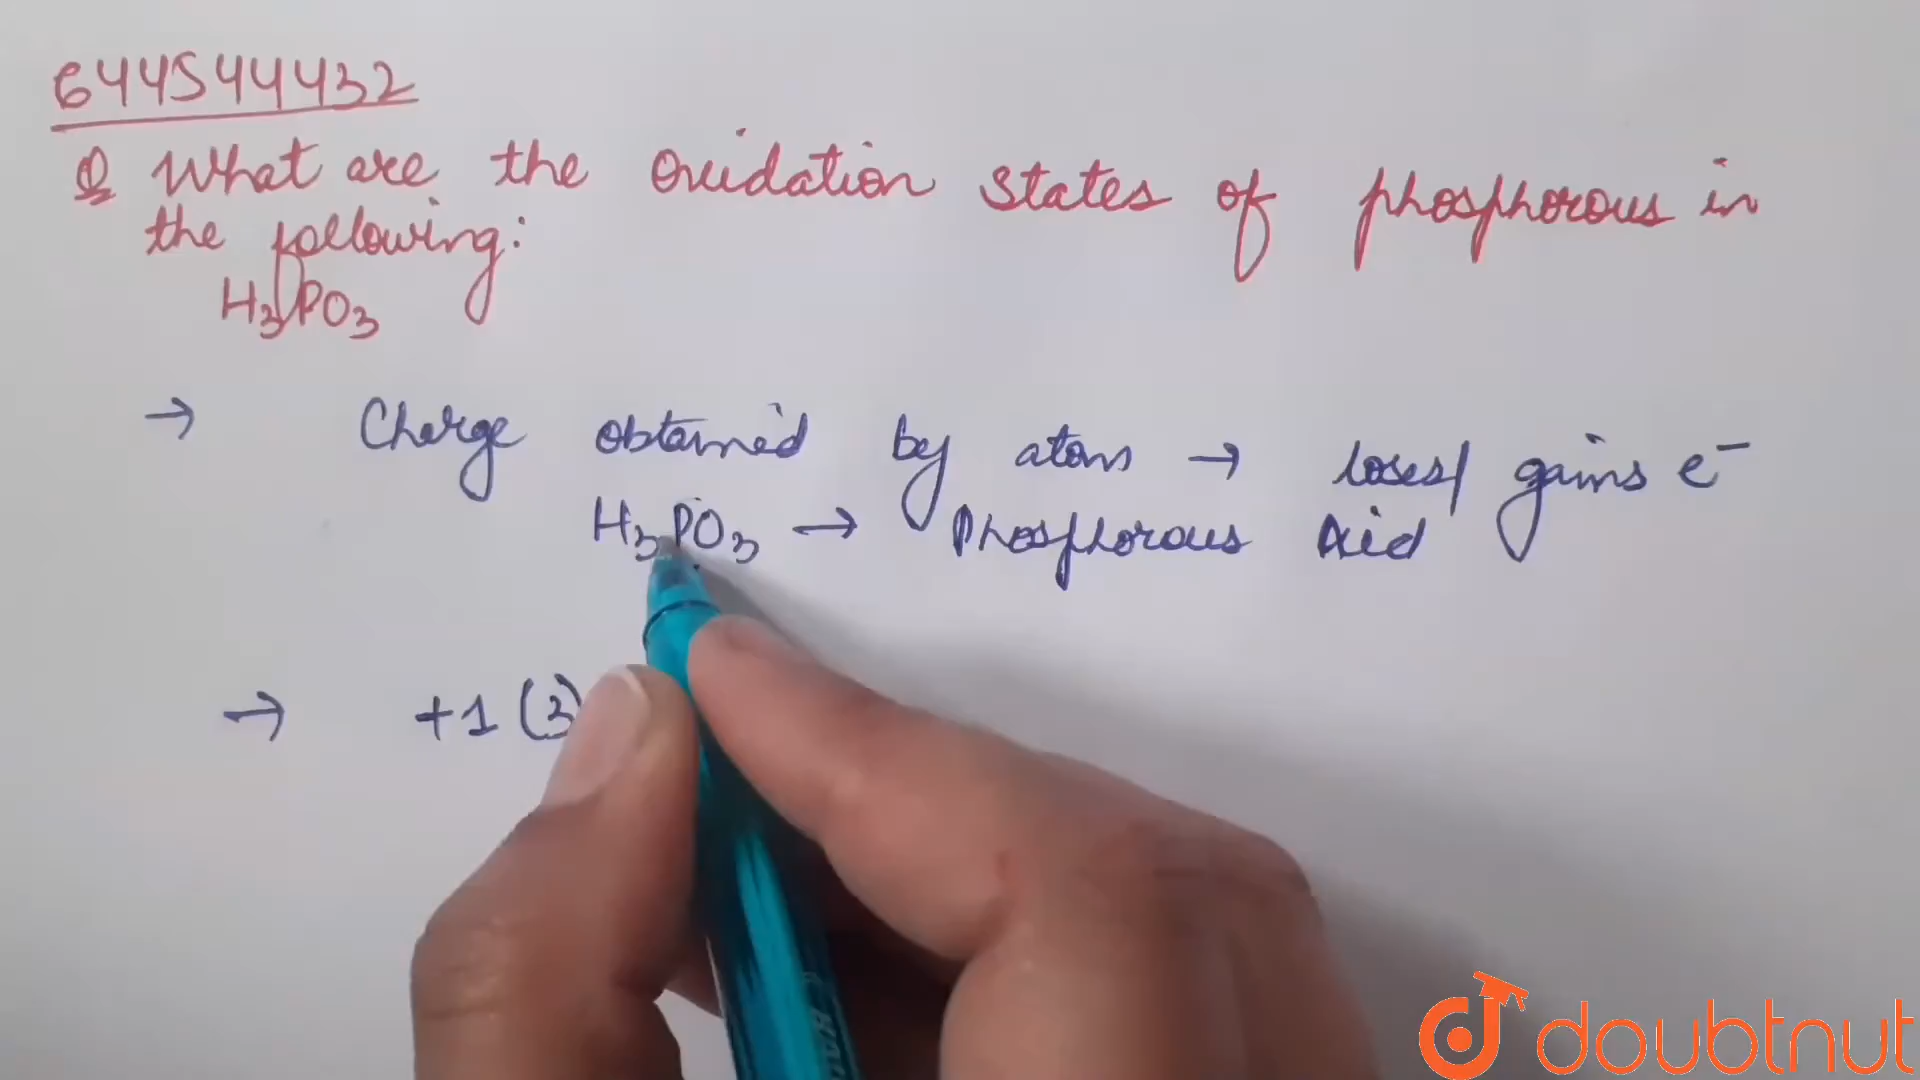 644544432
Q What are the Oxidation States of phosphorous in
the following:
H₃PO₃
→ Charge obtained by atom → loses/ gains e⁻
H₃PO₃ → Phosphorous Acid
→ +1 (3)
doubtnut